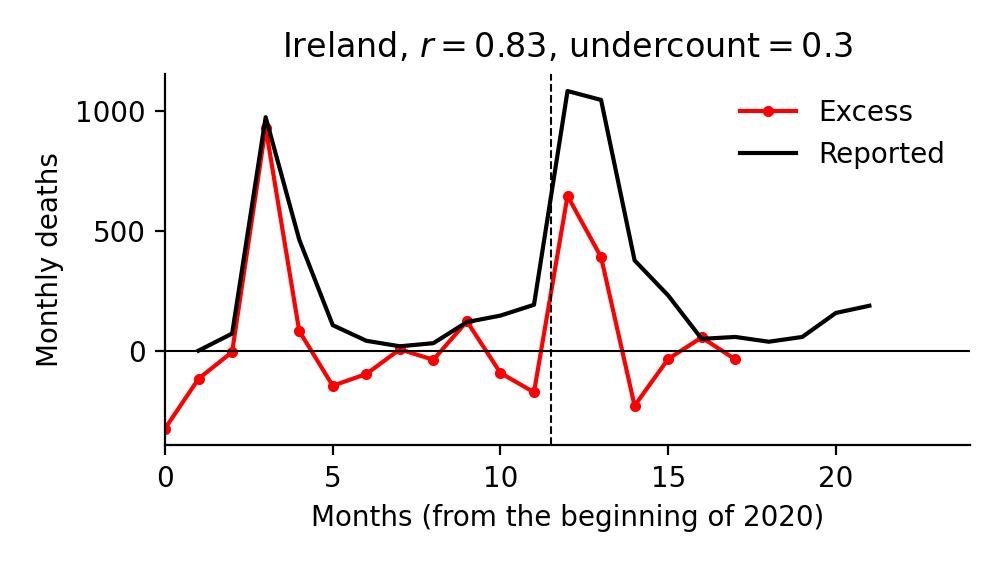 Ireland, r = 0.83, undercount = 0.3
Monthly deaths
1000
500
0
Excess
Reported
0 5 10 15 20
Months (from the beginning of 2020)